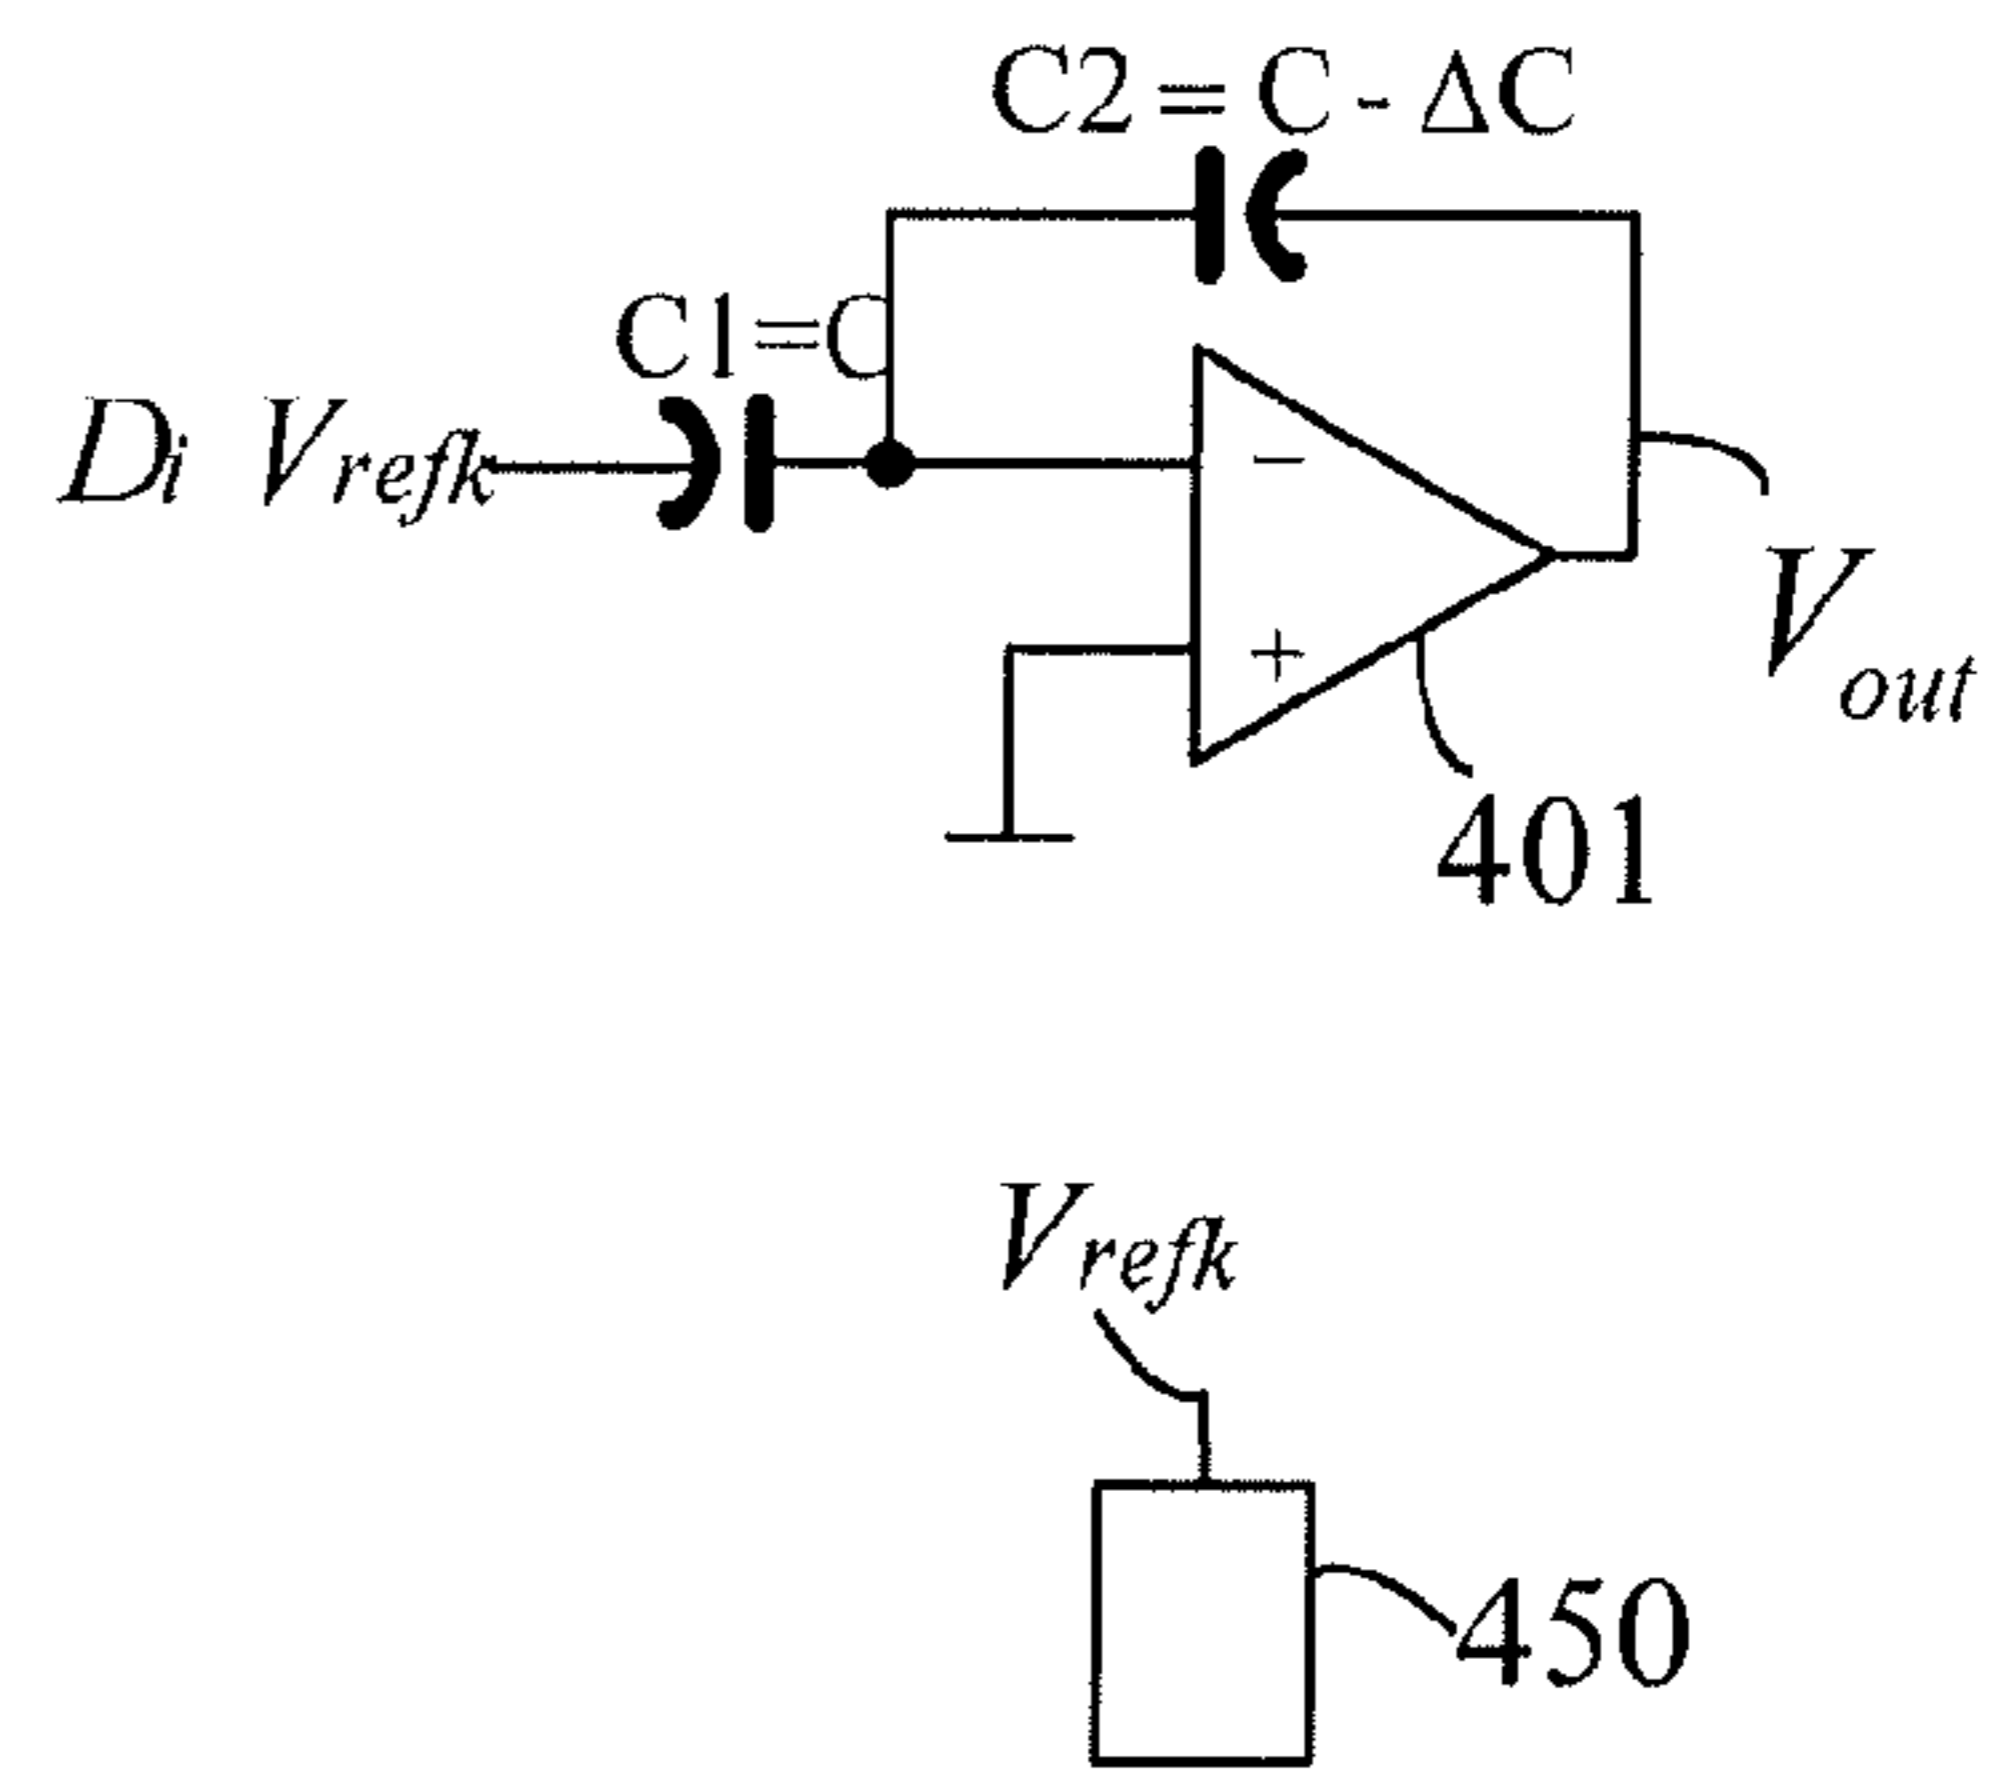 C2 = C - ΔC
C1=C
Di Vrefk
−
+
Vout
401
Vrefk
450